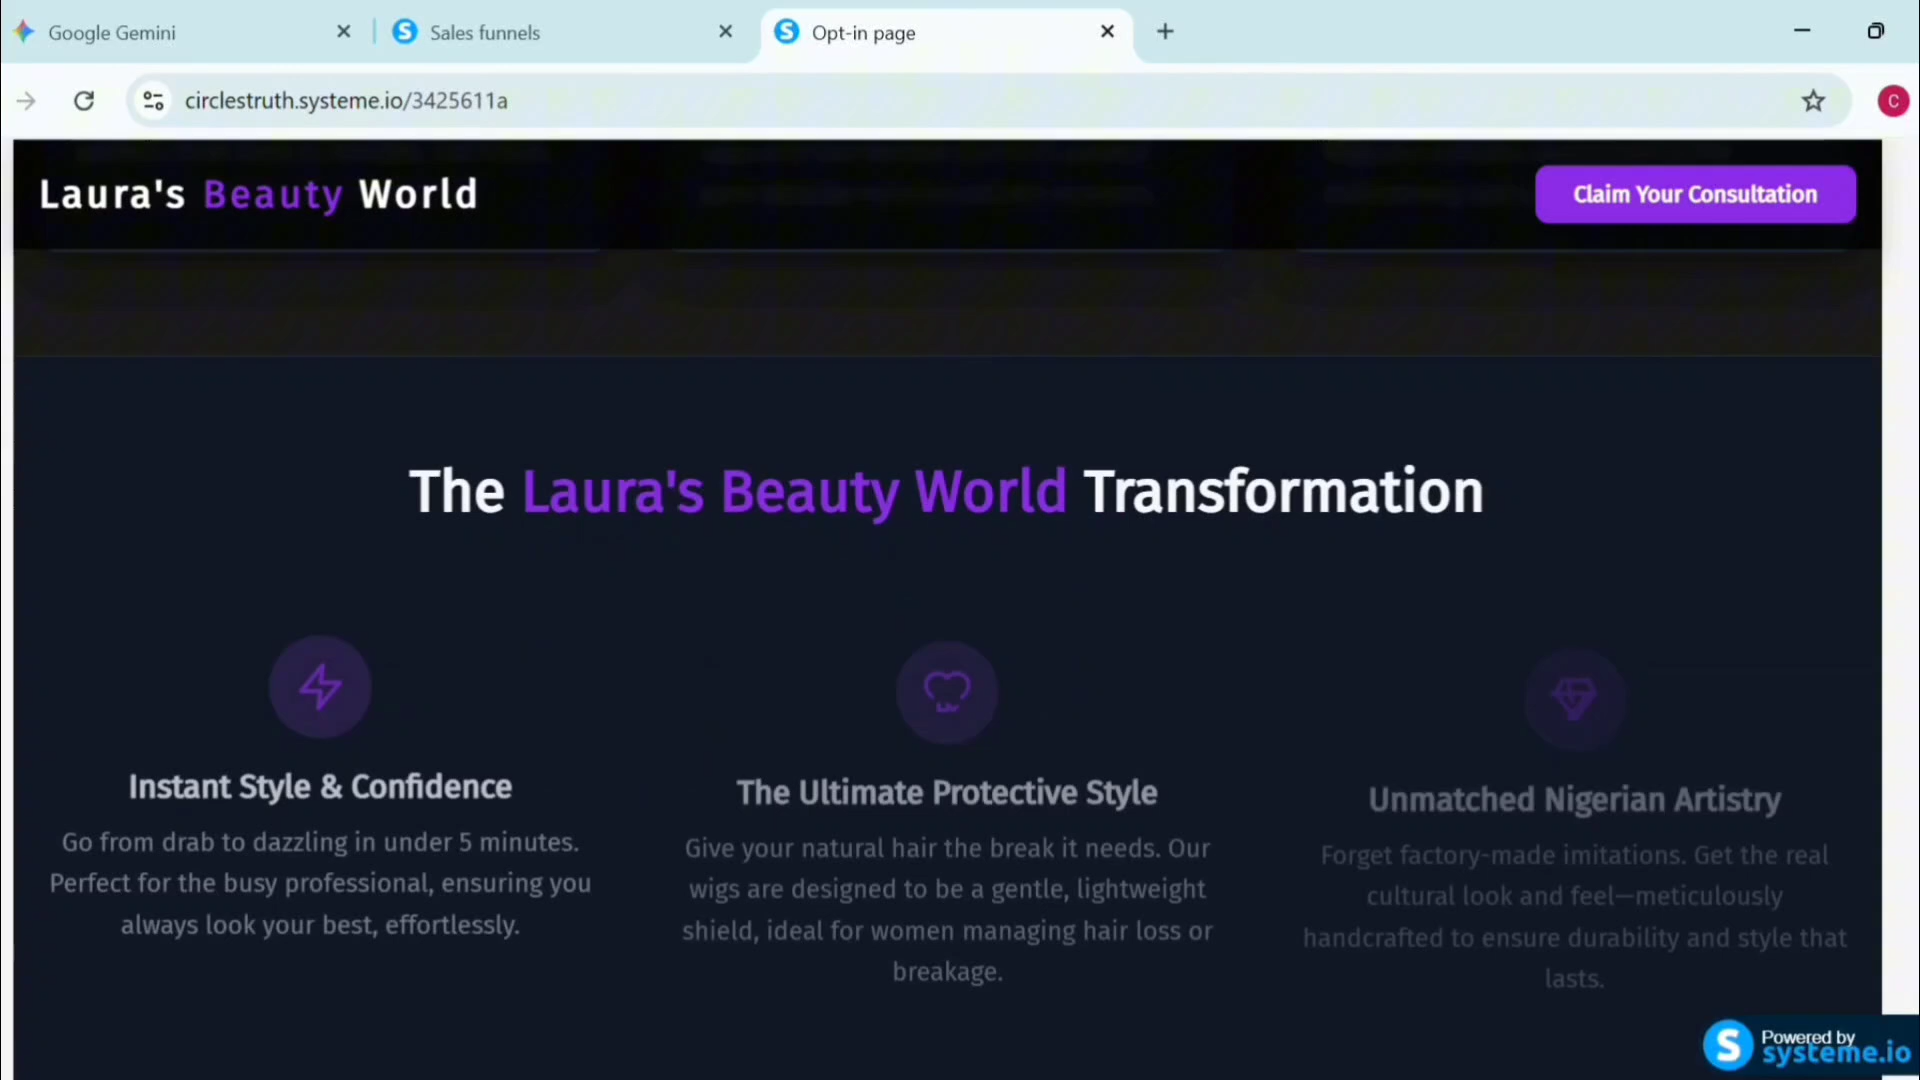 Google Gemini
Sales funnels
Opt-in page
circlestruth.systeme.io/3425611a
C
Laura's Beauty World
Claim Your Consultation
The Laura's Beauty World Transformation
Instant Style & Confidence
Go from drab to dazzling in under 5 minutes.
Perfect for the busy professional, ensuring you
always look your best, effortlessly.
The Ultimate Protective Style
Give your natural hair the break it needs. Our
wigs are designed to be a gentle, lightweight
shield, ideal for women managing hair loss or
breakage.
Unmatched Nigerian Artistry
Forget factory-made imitations. Get the real
cultural look and feel—meticulously
handcrafted to ensure durability and style that
lasts.
Powered by
systeme.io